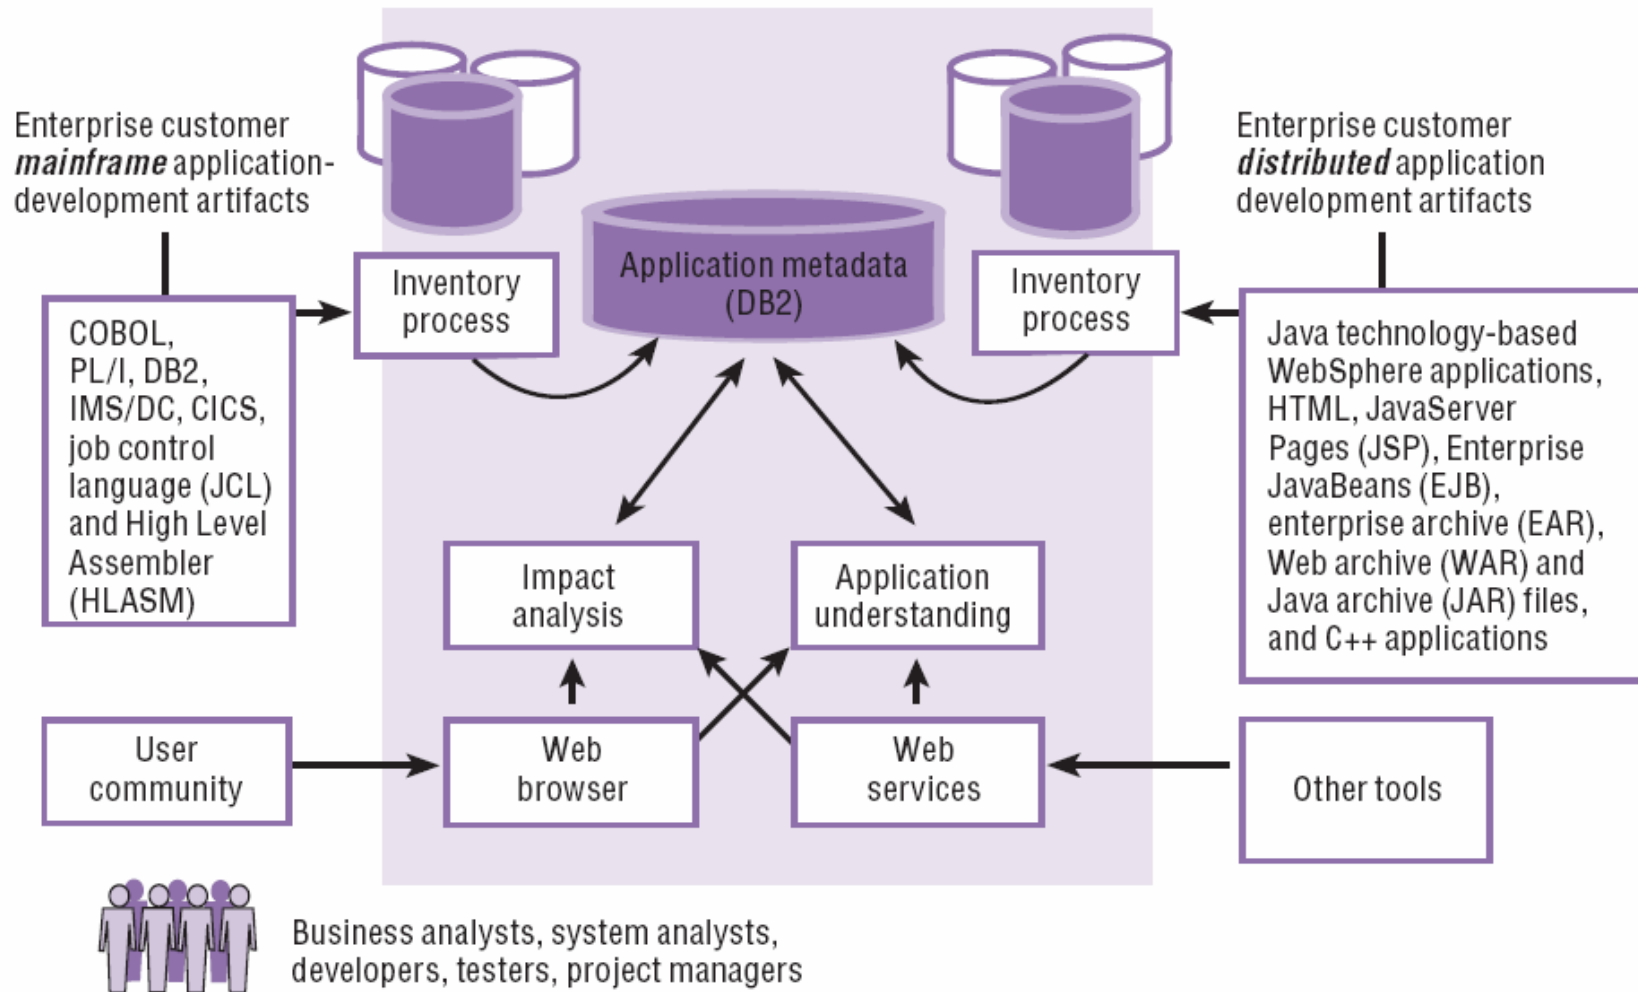 Enterprise customer
mainframe application-
development artifacts
Enterprise customer
distributed application
development artifacts
Application metadata
(DB2)
Inventory
process
Inventory
process
COBOL,
PL/I, DB2,
IMS/DC, CICS,
job control
language (JCL)
and High Level
Assembler
(HLASM)
Java technology-based
WebSphere applications,
HTML, JavaServer
Pages (JSP), Enterprise
JavaBeans (EJB),
enterprise archive (EAR),
Web archive (WAR) and
Java archive (JAR) files,
and C++ applications
Impact
analysis
Application
understanding
User
community
Web
browser
Web
services
Other tools
Business analysts, system analysts,
developers, testers, project managers